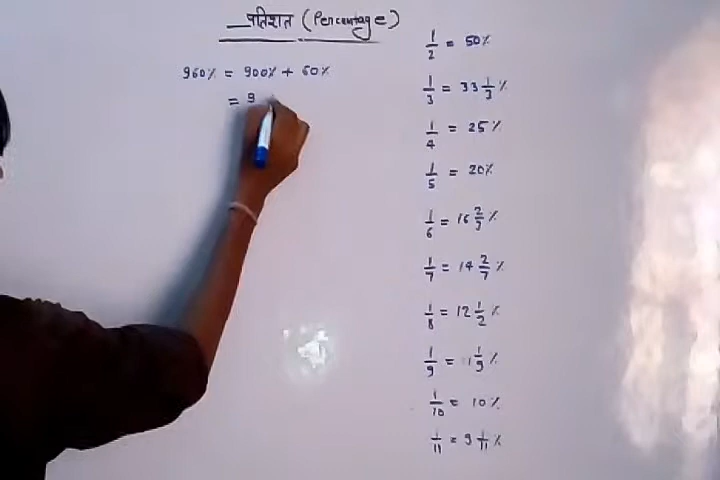 प्रतिशत (Percentage)
960% = 900% + 60%
= 9
1/2 = 50%
1/3 = 33 1/3 %
1/4 = 25%
1/5 = 20%
1/6 = 16 2/3 %
1/7 = 14 2/7 %
1/8 = 12 1/2 %
1/9 = 11 1/9 %
1/10 = 10%
1/11 = 9 1/11 %